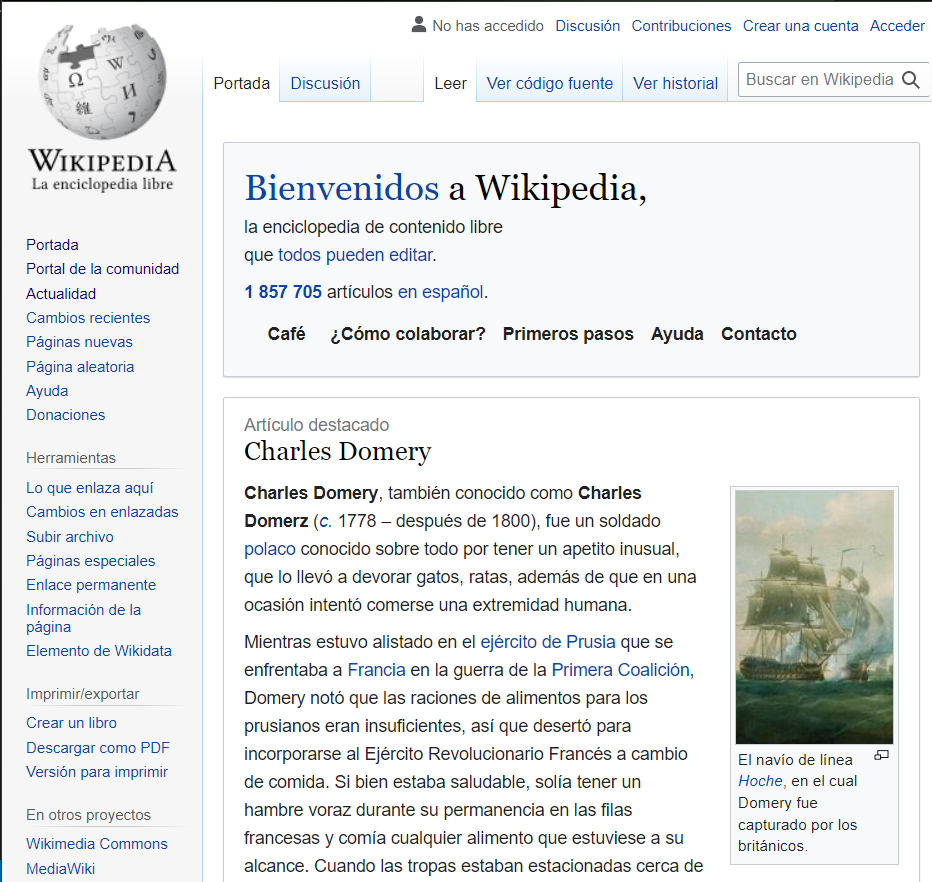 No has accedido Discusión Contribuciones Crear una cuenta Acceder
Portada Discusión Leer Ver código fuente Ver historial Buscar en Wikipedia
WIKIPEDIA
La enciclopedia libre
Portada
Portal de la comunidad
Actualidad
Cambios recientes
Páginas nuevas
Página aleatoria
Ayuda
Donaciones
Herramientas
Lo que enlaza aquí
Cambios en enlazadas
Subir archivo
Páginas especiales
Enlace permanente
Información de la
página
Elemento de Wikidata
Imprimir/exportar
Crear un libro
Descargar como PDF
Versión para imprimir
En otros proyectos
Wikimedia Commons
MediaWiki
Bienvenidos a Wikipedia,
la enciclopedia de contenido libre
que todos pueden editar.
1 857 705 artículos en español.
Café ¿Cómo colaborar? Primeros pasos Ayuda Contacto
Artículo destacado
Charles Domery
Charles Domery, también conocido como Charles
Domerz (c. 1778 – después de 1800), fue un soldado
polaco conocido sobre todo por tener un apetito inusual,
que lo llevó a devorar gatos, ratas, además de que en una
ocasión intentó comerse una extremidad humana.
Mientras estuvo alistado en el ejército de Prusia que se
enfrentaba a Francia en la guerra de la Primera Coalición,
Domery notó que las raciones de alimentos para los
prusianos eran insuficientes, así que desertó para
incorporarse al Ejército Revolucionario Francés a cambio
de comida. Si bien estaba saludable, solía tener un
hambre voraz durante su permanencia en las filas
francesas y comía cualquier alimento que estuviese a su
alcance. Cuando las tropas estaban estacionadas cerca de
El navío de línea
Hoche, en el cual
Domery fue
capturado por los
británicos.